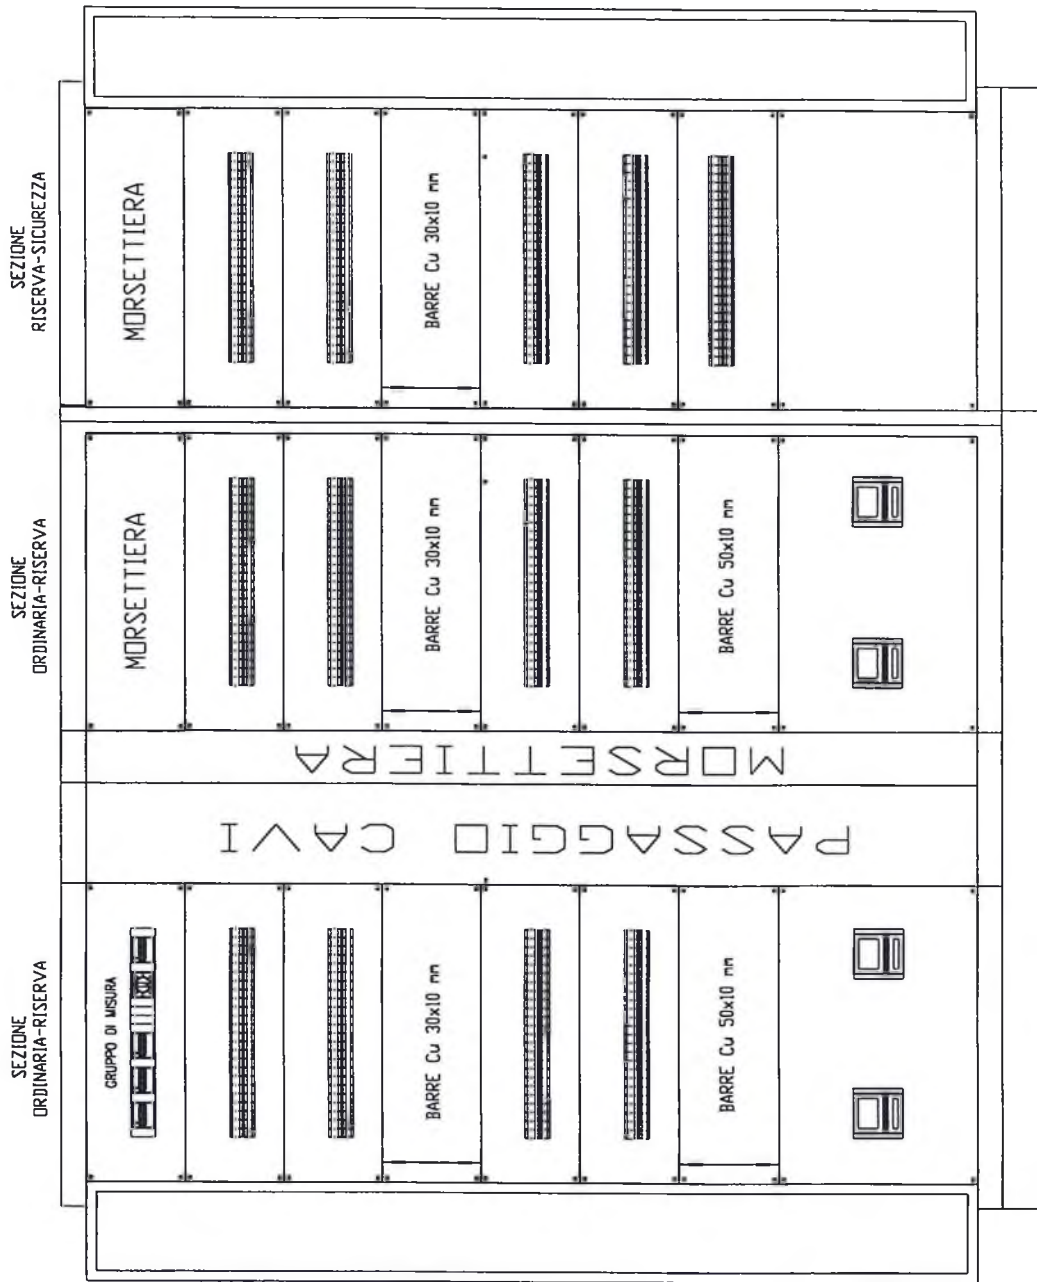 SEZIONE
RISERVA-SICUREZZA
MORSETTIERA
BARRE Cu 30x10 mm
SEZIONE
ORDINARIA-RISERVA
MORSETTIERA
BARRE Cu 30x10 mm
BARRE Cu 50x10 mm
MORSETTIERA
PASSAGGIO CAVI
SEZIONE
ORDINARIA-RISERVA
GRUPPO DI MISURA
BARRE Cu 30x10 mm
BARRE Cu 50x10 mm